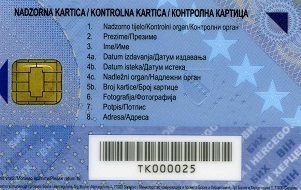 NADZORNA KARTICA / KONTROLNA KARTICA / КОНТРОЛНА КАРТИЦА
1. Nadzorno tijelo/Kontrolni organ/Контролни орган
2. Prezime/Презиме
3. Ime/Име
4a. Datum izdavanja/Датум издавања
4b. Datum isteka/Датум истека
4c. Nadležni organ/Надлежни орган
5b. Broj kartice/Број картице
6. Fotografija/Фотографија
7. Potpis/Потпис
8. Adresa/Адреса
TK000025